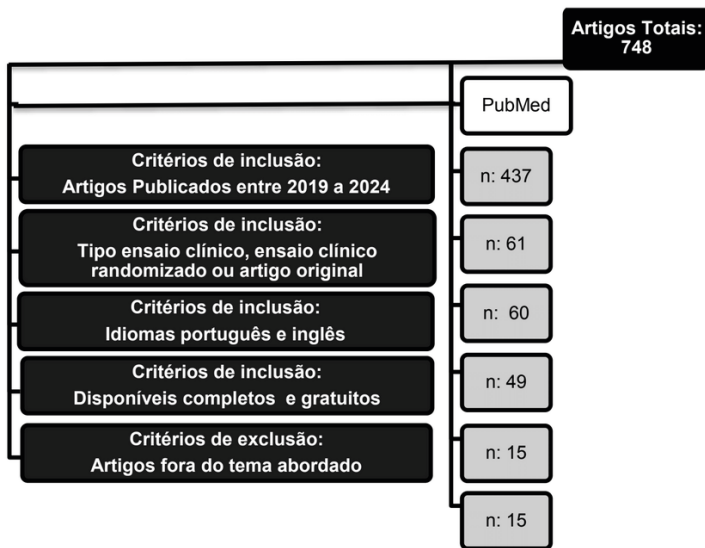 Artigos Totais:
748
PubMed
Critérios de inclusão:
Artigos Publicados entre 2019 a 2024
n: 437
Critérios de inclusão:
Tipo ensaio clínico, ensaio clínico
randomizado ou artigo original
n: 61
Critérios de inclusão:
Idiomas português e inglês
n: 60
Critérios de inclusão:
Disponíveis completos e gratuitos
n: 49
Critérios de exclusão:
Artigos fora do tema abordado
n: 15
n: 15